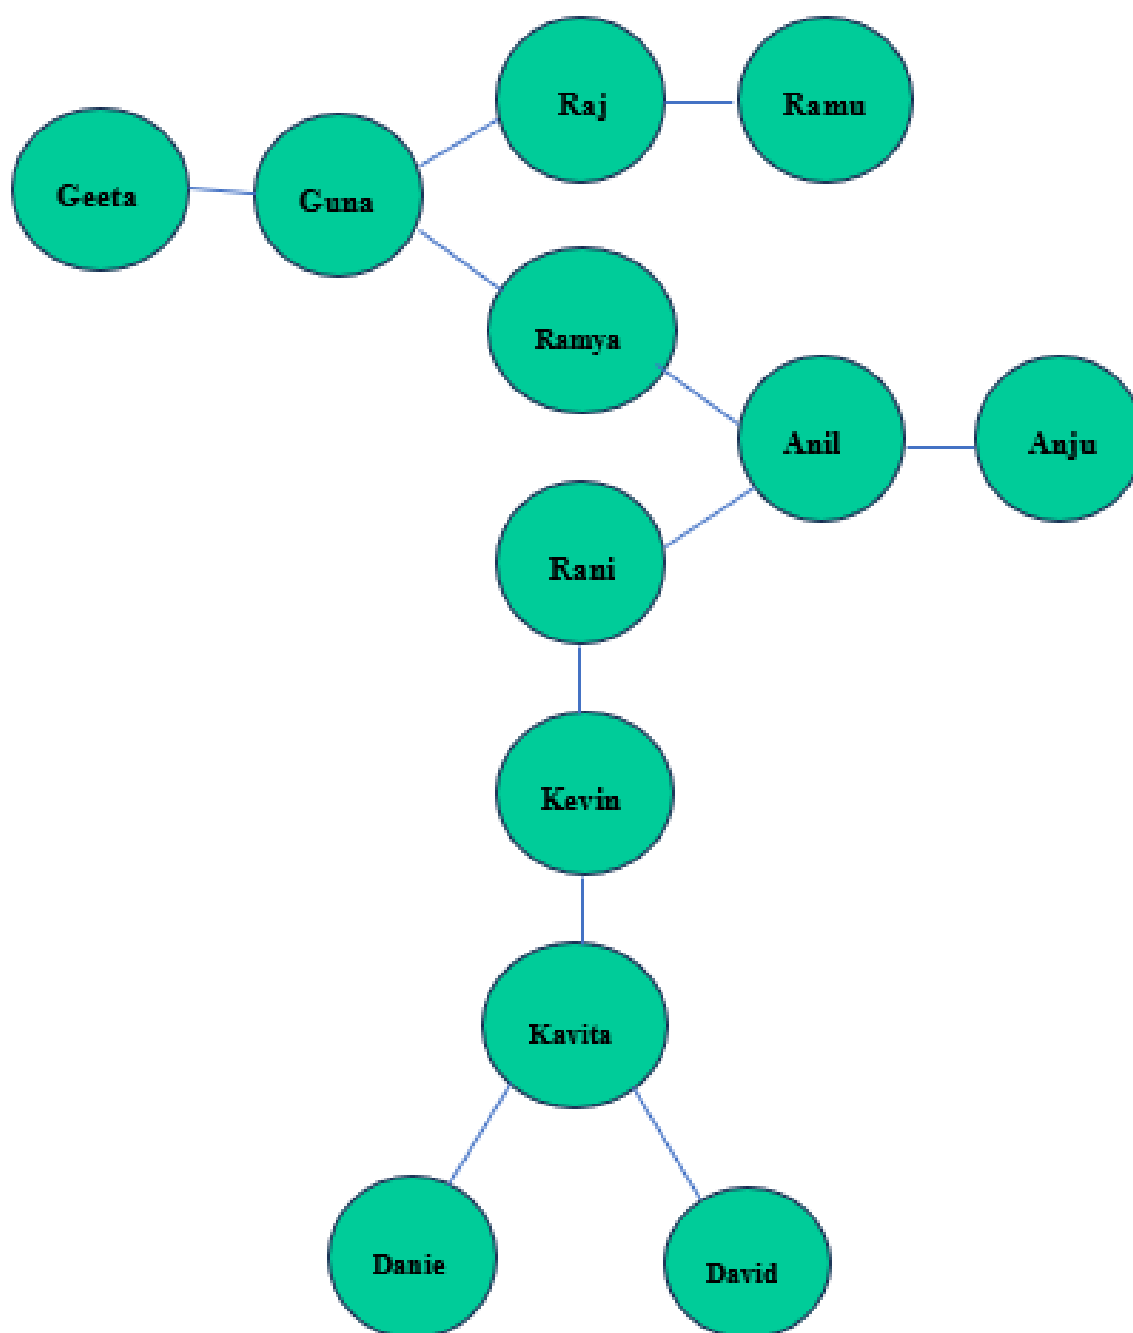 Raj
Ramu
Geeta
Guna
Ramya
Anil
Anju
Rani
Kevin
Kavita
Danie
David